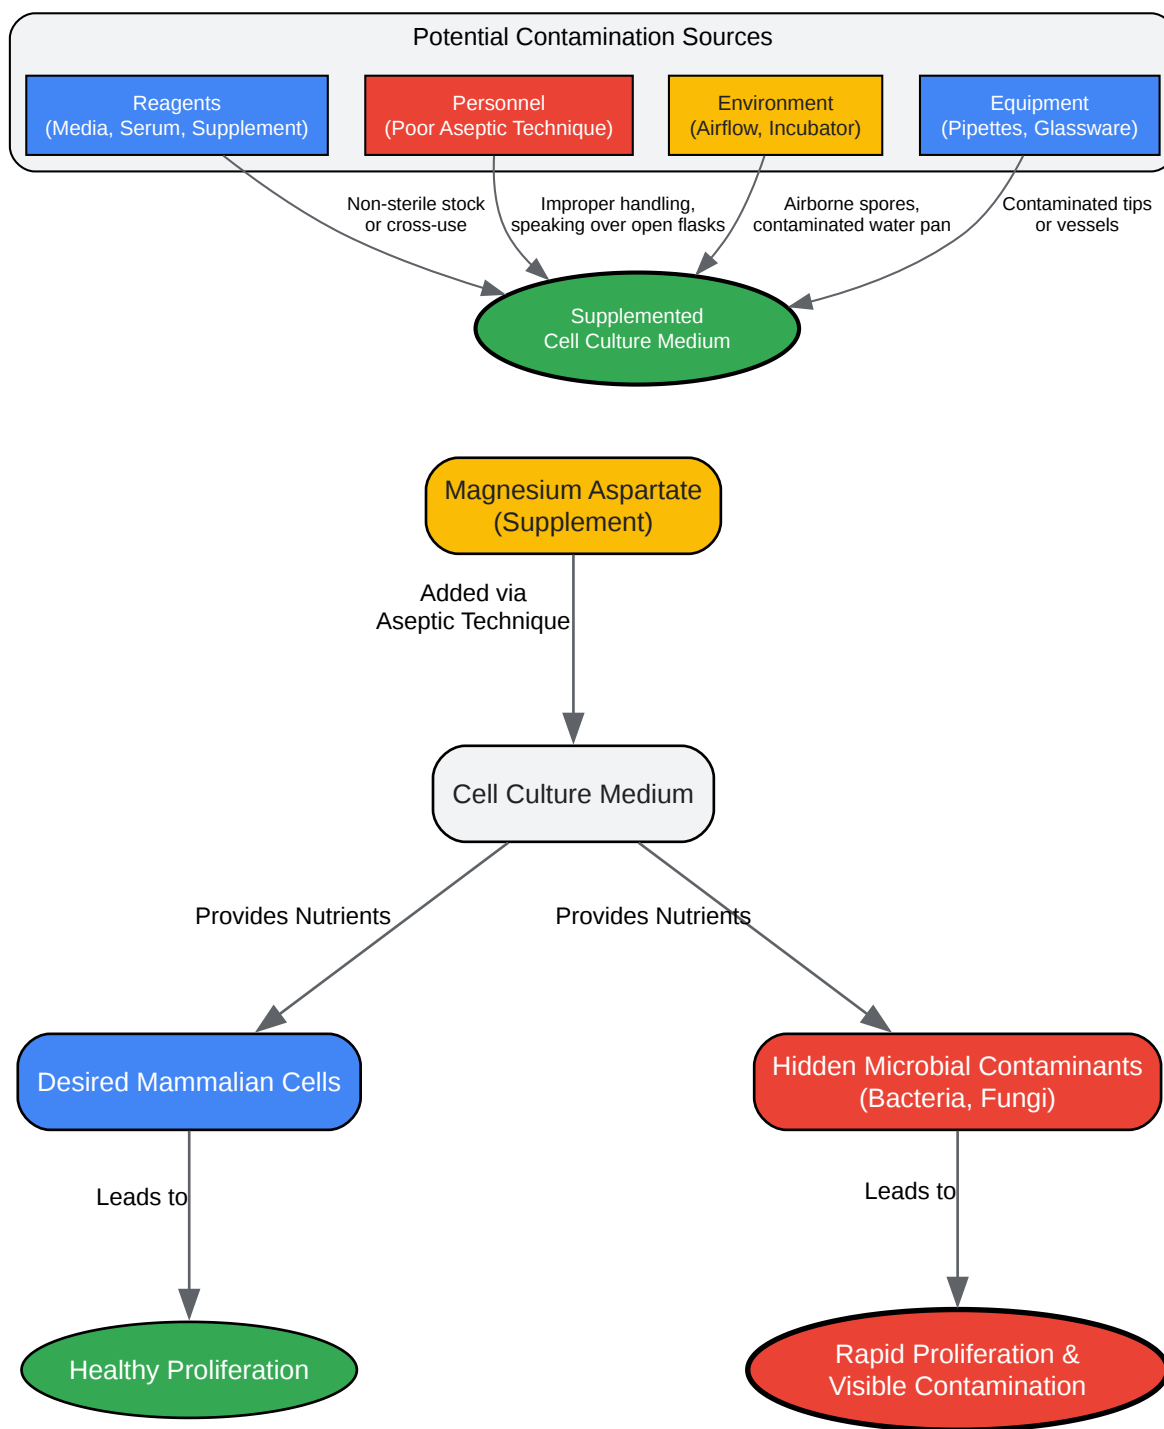 Potential Contamination Sources
Reagents
(Media, Serum, Supplement)
Personnel
(Poor Aseptic Technique)
Environment
(Airflow, Incubator)
Equipment
(Pipettes, Glassware)
Non-sterile stock
or cross-use
Improper handling,
speaking over open flasks
Airborne spores,
contaminated water pan
Contaminated tips
or vessels
Supplemented
Cell Culture Medium
Magnesium Aspartate
(Supplement)
Added via
Aseptic Technique
Cell Culture Medium
Provides Nutrients
Provides Nutrients
Desired Mammalian Cells
Hidden Microbial Contaminants
(Bacteria, Fungi)
Leads to
Leads to
Healthy Proliferation
Rapid Proliferation &
Visible Contamination